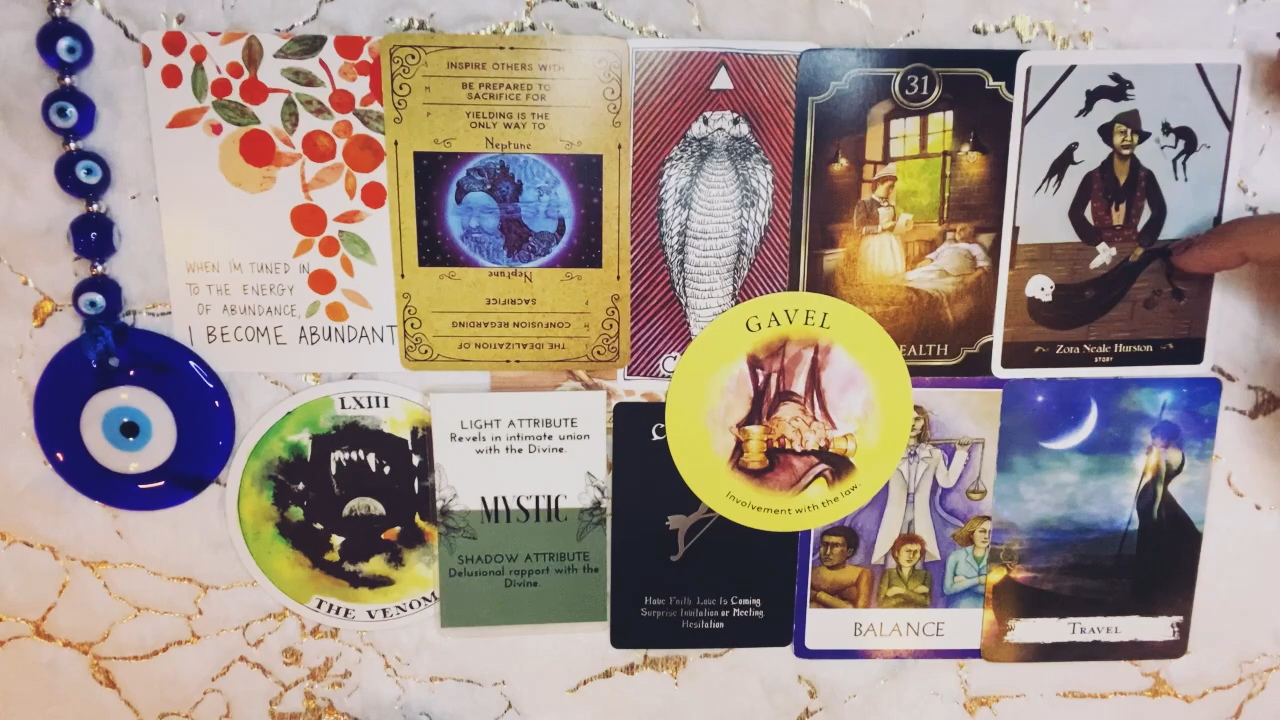 WHEN I'M TUNED IN
TO THE ENERGY
OF ABUNDANCE,
I BECOME ABUNDANT
INSPIRE OTHERS WITH
BE PREPARED TO
SACRIFICE FOR
YIELDING IS THE
ONLY WAY TO
Neptune
Neptune
SACRIFICE
CONFUSION REGARDING
THE IDEALIZATION OF
C
31
EALTH
Zora Neale Hurston
STORY
LXIII
THE VENOM
LIGHT ATTRIBUTE
Revels in intimate union
with the Divine.
MYSTIC
SHADOW ATTRIBUTE
Delusional rapport with the
Divine.
Have Faith Love Is Coming
Surprise Invitation or Meeting
Hesitation
GAVEL
Involvement with the law.
BALANCE
TRAVEL